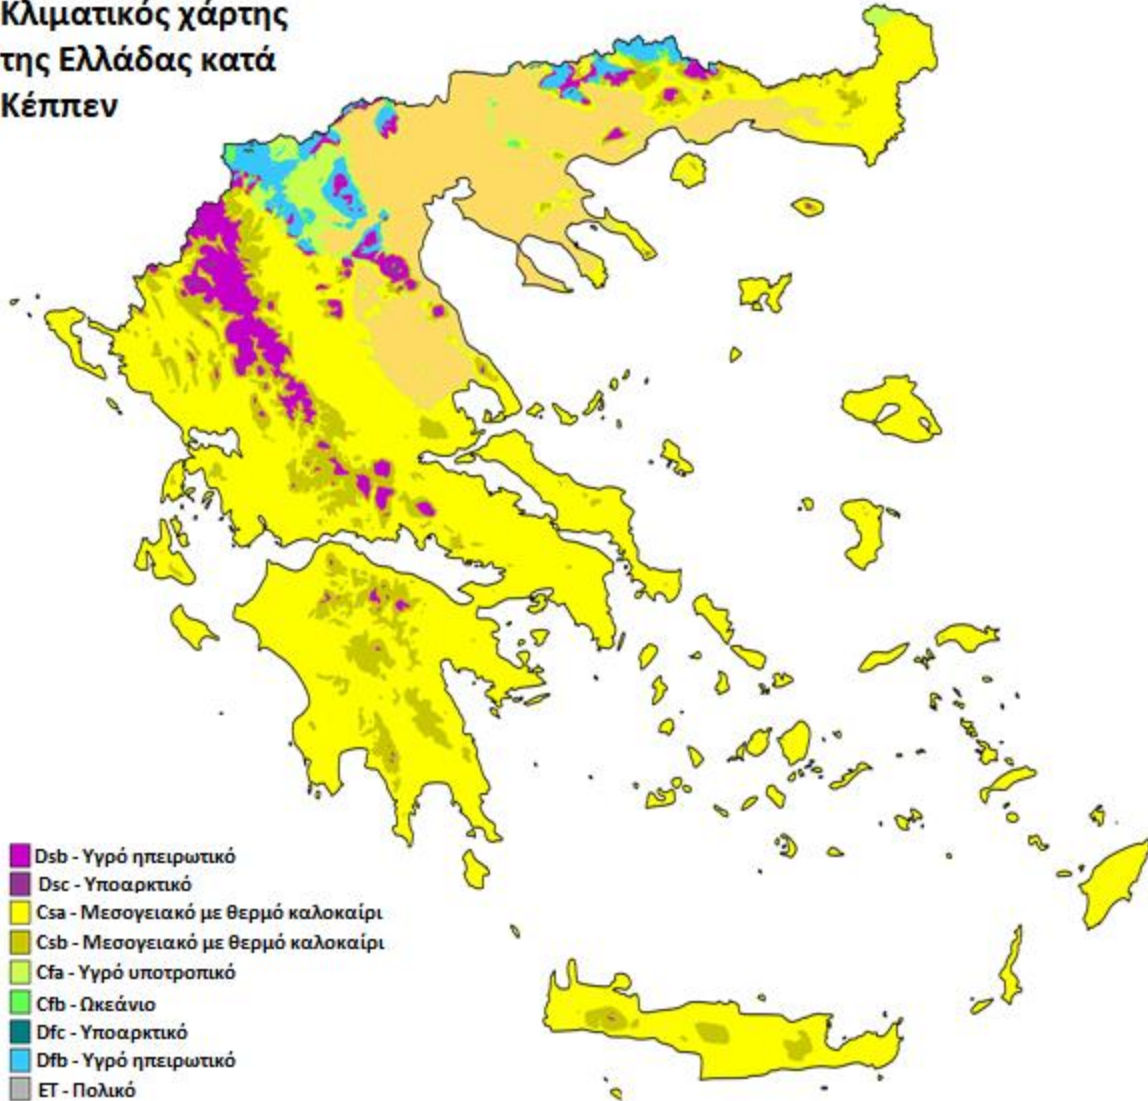 Κλιματικός χάρτης
της Ελλάδας κατά
Κέππεν
Dsb - Υγρό ηπειρωτικό
Dsc - Υποαρκτικό
Csa - Μεσογειακό με θερμό καλοκαίρι
Csb - Μεσογειακό με θερμό καλοκαίρι
Cfa - Υγρό υποτροπικό
Cfb - Ωκεάνιο
Dfc - Υποαρκτικό
Dfb - Υγρό ηπειρωτικό
ET - Πολικό